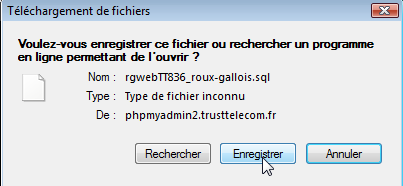 Téléchargement de fichiers
Voulez-vous enregistrer ce fichier ou rechercher un programme
en ligne permettant de l'ouvrir ?
Nom : rgwebTT836_roux-gallois.sql
Type : Type de fichier inconnu
De : phpmyadmin2.trusttelecom.fr
Rechercher Enregistrer Annuler